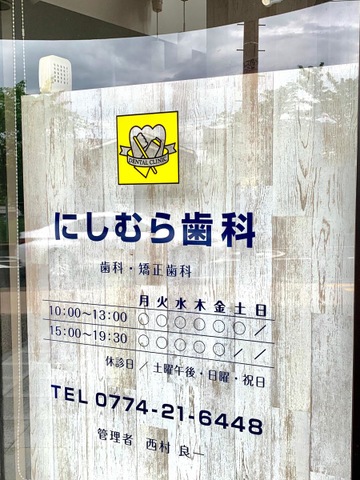 DENTAL CLINIC
にしむら歯科
歯科・矯正歯科
月 火 水 木 金 土 日
10:00～13:00 ○ ○ ○ ○ ○ ○ ／
15:00～19:30 ○ ○ ○ ○ ○ ／ ／
休診日 ／ 土曜午後・日曜・祝日
TEL 0774-21-6448
管理者 西村 良一